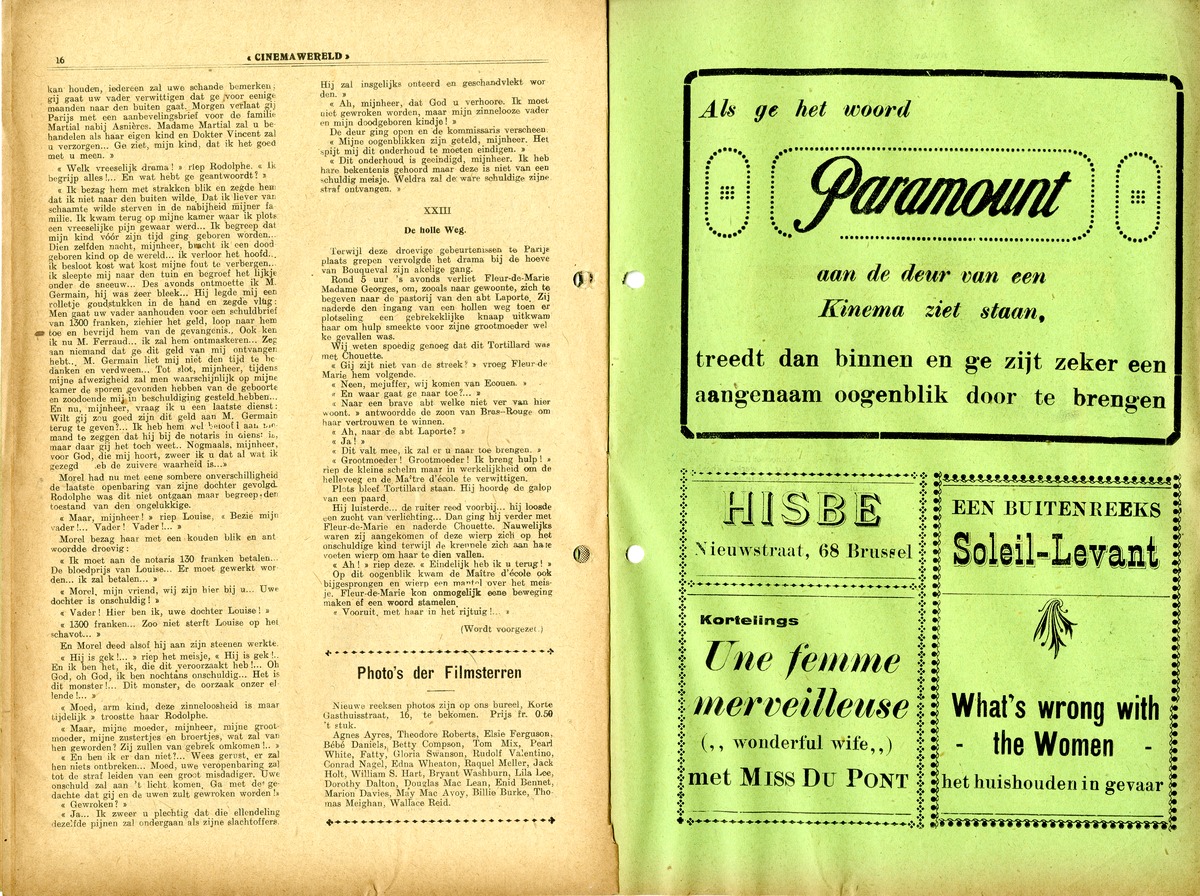 16
« CINEMAWERELD »
kan houden, iedereen zal uwe schande bemerken;
gij gaat uw vader verwittigen dat ge voor eenige
maanden naar den buiten gaat. Morgen verlaat gij
Parijs met een aanbevelingsbrief voor de familie
Martial nabij Asnières. Madame Martial zal u be-
handelen als haar eigen kind en Dokter Vincent zal
u verzorgen... Ge ziet, mijn kind, dat ik het goed
met u meen. »
« Welk vreeselijk drama! » riep Rodolphe. « Ik
begrijp alles!... En wat hebt ge geantwoordt? »
« Ik bezag hem met strakken blik en zegde hem
dat ik niet naar den buiten wilde. Dat ik liever van
schaamte wilde sterven in de nabijheid mijner fa-
milie. Ik kwam terug op mijne kamer waar ik plots
een vreeselijke pijn gewaar werd... Ik begreep dat
mijn kind vóór zijn tijd ging geboren worden...
Dien zelfden nacht, mijnheer, bracht ik een dood-
geboren kind op de wereld... ik verloor het hoofd...
ik besloot kost wat kost mijne fout te verbergen...
ik sleepte mij naar den tuin en begroef het lijkje
onder de sneeuw... Des avonds ontmoette ik M.
Germain, hij was zeer bleek... Hij legde mij een
rolletje goudstukken in de hand en zegde vlug:
Men gaat uw vader aanhouden voor een schuldbrief
van 1300 franken, ziehier het geld, loop naar hem
toe en bevrijd hem van de gevangenis. Ook ken
ik nu M. Ferraud... ik zal hem ontmaskeren... Zeg
aan niemand dat ge dit geld van mij ontvangen
hebt... M. Germain liet mij niet den tijd te be-
danken en verdween... Tot slot, mijnheer, tijdens
mijne afwezigheid zal men waarschijnlijk op mijne
kamer de sporen gevonden hebben van de geboorte
en zoodoende mij in beschuldiging gesteld hebben...
En nu, mijnheer, vraag ik u een laatste dienst:
Wilt gij zou goed zijn dit geld aan M. Germain
terug te geven?... Ik heb hem wel beloofd aan nie-
mand te zeggen dat hij bij de notaris in dienst is,
maar daar gij het toch weet... Nogmaals, mijnheer,
voor God, die mij hoort, zweer ik u dat al wat ik
gezegd heb de zuivere waarheid is...»
Morel had nu met eene sombere onverschilligheid
de laatste openbaring van zijne dochter gevolgd.
Rodolphe was dit niet ontgaan maar begreep den
toestand van den ongelukkige.
« Maar, mijnheer! » riep Louise, « Bezie mijn
vader!... Vader! Vader!... »
Morel bezag haar met een kouden blik en ant-
woordde droevig:
« Ik moet aan de notaris 130 franken betalen...
De bloedprijs van Louise... Er moet gewerkt wor-
den... ik zal betalen... »
« Morel, mijn vriend, wij zijn hier bij u... Uwe
dochter is onschuldig! »
« Vader! Hier ben ik, uwe dochter Louise! »
« 1300 franken... Zoo niet sterft Louise op het
schavot... »
En Morel deed alsof hij aan zijn steenen werkte.
« Hij is gek!... » riep het meisje, « Hij is gek!...
En ik ben het, ik, die dit veroorzaakt heb!... Oh
God, oh God, ik ben nochtans onschuldig... Het is
dit monster!... Dit monster, de oorzaak onzer el-
lende!... »
« Moed, arm kind, deze zinneloosheid is maar
tijdelijk » troostte haar Rodolphe.
« Maar, mijne moeder, mijnheer, mijne groot-
moeder, mijne zustertjes en broertjes, wat zal van
hen geworden? Zij zullen van gebrek omkomen!.. »
« En ben ik er dan niet?... Wees gerust, er zal
hen niets ontbreken... Moed, uwe veropenbaring zal
tot de straf leiden van een groot misdadiger. Uwe
onschuld zal aan 't licht komen. Ga met de ge-
dachte dat gij en de uwen zult gewroken worden!»
« Gewroken? »
« Ja... Ik zweer u plechtig dat die ellendeling
dezelfde pijnen zal ondergaan als zijne slachtoffers.
Hij zal insgelijks onteerd en geschandvlekt wor-
den. »
« Ah, mijnheer, dat God u verhoore. Ik moet
niet gewroken worden, maar mijn zinnelooze vader
en mijn doodgeboren kindje! »
De deur ging open en de kommissaris verscheen.
« Mijne oogenblikken zijn geteld, mijnheer. Het
spijt mij dit onderhoud te moeten eindigen. »
« Dit onderhoud is geeindigd, mijnheer. Ik heb
hare bekentenis gehoord maar deze is niet van een
schuldig meisje. Weldra zal de ware schuldige zijne
straf ontvangen. »
XXIII
De holle Weg.
Terwijl deze droevige gebeurtenissen te Parijs
plaats grepen vervolgde het drama bij de hoeve
van Bouqueval zijn akelige gang.
Rond 5 uur 's avonds verliet Fleur-de-Marie
Madame Georges, om, zooals naar gewoonte, zich te
begeven naar de pastorij van den abt Laporte. Zij
naderde den ingang van een hollen weg toen er
plotseling een gebrekkelijke knaap uitkwam
haar om hulp smeekte voor zijne grootmoeder wel
ke gevallen was.
Wij weten spoedig genoeg dat dit Tortillard was
met Chouette.
« Gij zijt niet van de streek? » vroeg Fleur-de-
Marie hem volgende.
« Neen, mejuffer, wij komen van Ecouen. »
« En waar gaat ge naar toe?... »
« Naar een brave abt welke niet ver van hier
woont. » antwoordde de zoon van Bras-Rouge om
haar vertrouwen te winnen.
« Ah, naar de abt Laporte? »
« Ja! »
« Dit valt mee, ik zal er u naar toe brengen. »
« Grootmoeder! Grootmoeder! Ik breng hulp! »
riep de kleine schelm maar in werkelijkheid om de
helleveeg en de Maître d'école te verwittigen.
Plots bleef Tortillard staan. Hij hoorde de galop
van een paard.
Hij luisterde... de ruiter reed voorbij... hij loosde
een zucht van verlichting... Dan ging hij verder met
Fleur-de-Marie en naderde Chouette. Nauwelijks
waren zij aangekomen of deze wierp zich op het
onschuldige kind terwijl de kreupele zich aan hare
voeten wierp om haar te dien vallen.
« Ah! » riep deze. « Eindelijk heb ik u terug! »
Op dit oogenblik kwam de Maître d'école ook
bijgesprongen en wierp een mantel over het meis-
je. Fleur-de-Marie kon onmogelijk eene beweging
maken of een woord stamelen.
« Vooruit, met haar in het rijtuig!... »
(Wordt voorgezet.)
Photo's der Filmsterren
Nieuwe reeksen photos zijn op ons bureel, Korte
Gasthuisstraat, 16, te bekomen. Prijs fr. 0.50
't stuk.
Agnes Ayres, Theodore Roberts, Elsie Ferguson,
Bébé Daniels, Betty Compson, Tom Mix, Pearl
White, Fatty, Gloria Swanson, Rudolf Valentino,
Conrad Nagel, Edna Wheaton, Raquel Meller, Jack
Holt, William S. Hart, Bryant Washburn, Lila Lee,
Dorothy Dalton, Douglas Mac Lean, Enid Bennet,
Marion Davies, May Mac Avoy, Billie Burke, Tho-
mas Meighan, Wallace Reid.
Als ge het woord
Paramount
aan de deur van een
Kinema ziet staan,
treedt dan binnen en ge zijt zeker een
aangenaam oogenblik door te brengen
HISBE
Nieuwstraat, 68 Brussel
Kortelings
Une femme
merveilleuse
(,, wonderful wife,,)
met MISS DU PONT
EEN BUITENREEKS
Soleil-Levant
What's wrong with
- the Women -
het huishouden in gevaar